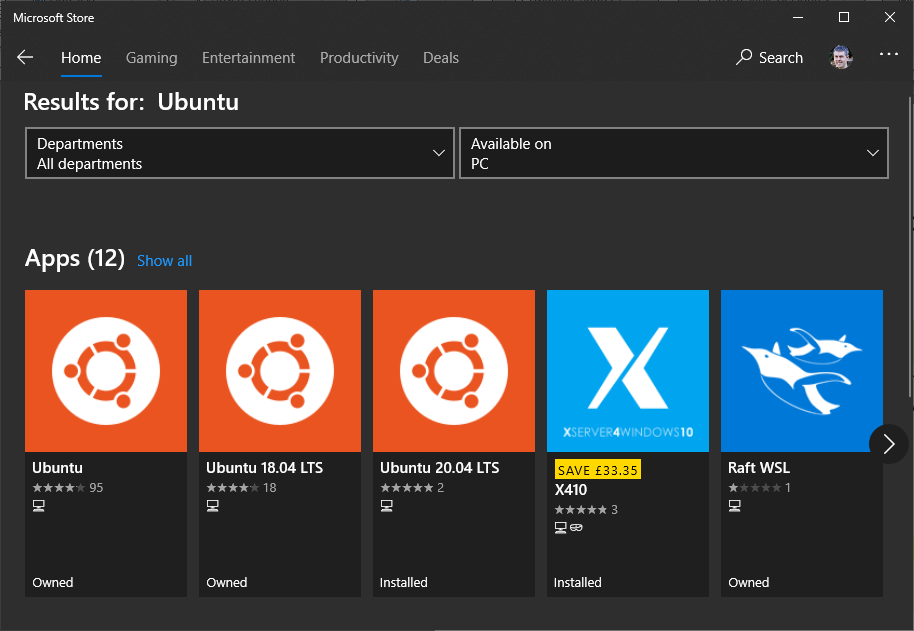 Microsoft Store
Home Gaming Entertainment Productivity Deals Search
Results for: Ubuntu
Departments
All departments
Available on
PC
Apps (12) Show all
XSERVER4WINDOWS10
Ubuntu
95
Owned
Ubuntu 18.04 LTS
18
Owned
Ubuntu 20.04 LTS
2
Installed
SAVE £33.35
X410
3
Installed
Raft WSL
1
Owned